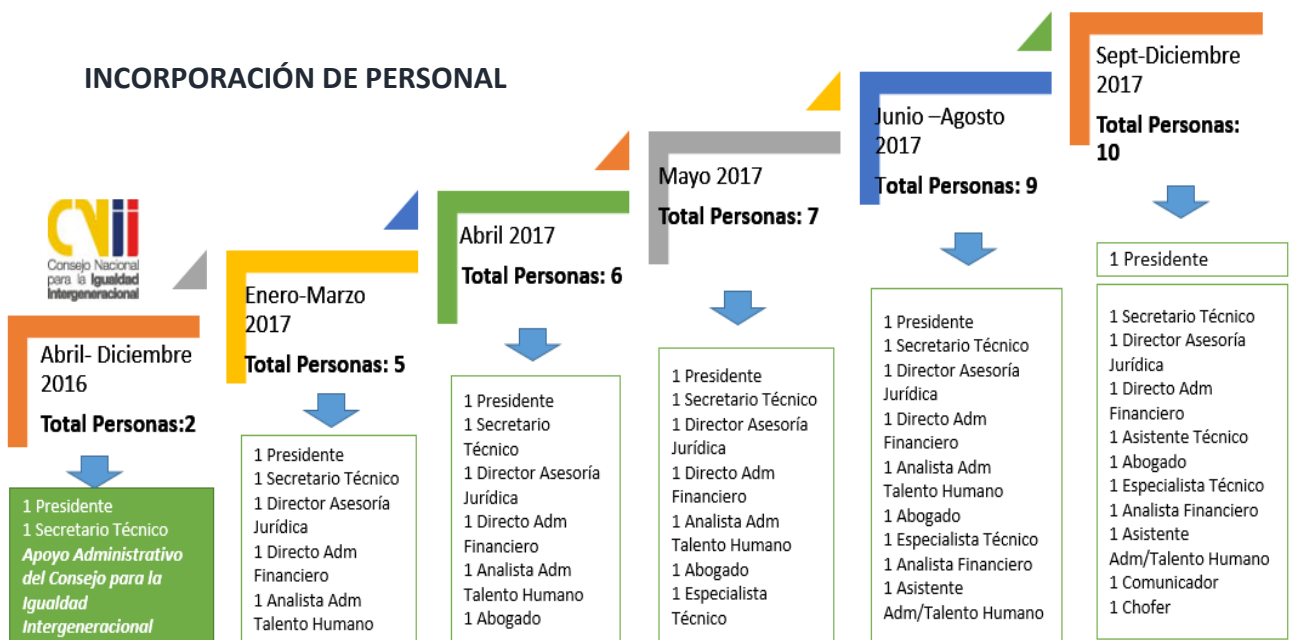 INCORPORACIÓN DE PERSONAL
CNii
Consejo Nacional
para la Igualdad
Intergeneracional
Abril- Diciembre
2016
Total Personas:2
1 Presidente
1 Secretario Técnico
Apoyo Administrativo
del Consejo para la
Igualdad
Intergeneracional
Enero-Marzo
2017
Total Personas: 5
1 Presidente
1 Secretario Técnico
1 Director Asesoría
Jurídica
1 Directo Adm
Financiero
1 Analista Adm
Talento Humano
Abril 2017
Total Personas: 6
1 Presidente
1 Secretario
Técnico
1 Director Asesoría
Jurídica
1 Directo Adm
Financiero
1 Analista Adm
Talento Humano
1 Abogado
Mayo 2017
Total Personas: 7
1 Presidente
1 Secretario Técnico
1 Director Asesoría
Jurídica
1 Directo Adm
Financiero
1 Analista Adm
Talento Humano
1 Abogado
1 Especialista
Técnico
Junio –Agosto
2017
Total Personas: 9
1 Presidente
1 Secretario Técnico
1 Director Asesoría
Jurídica
1 Directo Adm
Financiero
1 Analista Adm
Talento Humano
1 Abogado
1 Especialista Técnico
1 Analista Financiero
1 Asistente
Adm/Talento Humano
Sept-Diciembre
2017
Total Personas:
10
1 Presidente
1 Secretario Técnico
1 Director Asesoría
Jurídica
1 Directo Adm
Financiero
1 Asistente Técnico
1 Abogado
1 Especialista Técnico
1 Analista Financiero
1 Asistente
Adm/Talento Humano
1 Comunicador
1 Chofer